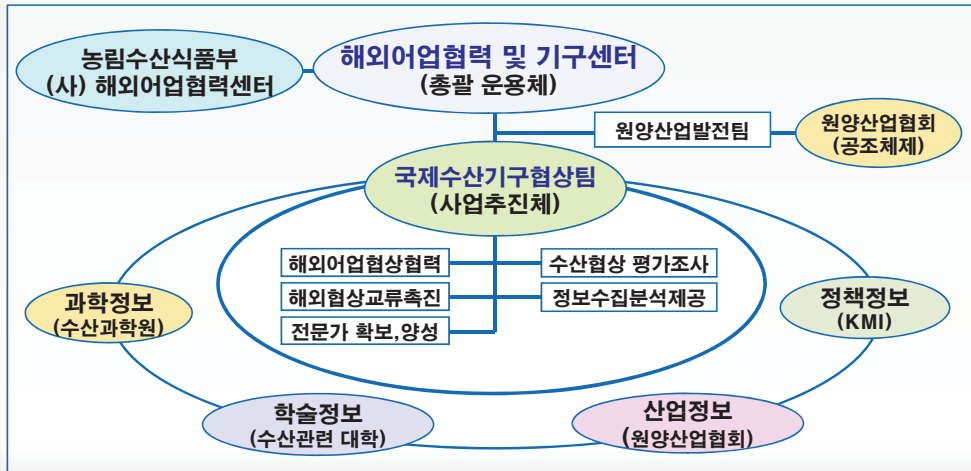 농림수산식품부
(사) 해외어업협력센터
해외어업협력 및 기구센터
(총괄 운용체)
원양산업발전팀
원양산업협회
(공조체제)
국제수산기구협상팀
(사업추진체)
해외어업협상협력
수산협상 평가조사
해외협상교류촉진
정보수집분석제공
전문가 확보,양성
과학정보
(수산과학원)
정책정보
(KMI)
학술정보
(수산관련 대학)
산업정보
(원양산업협회)